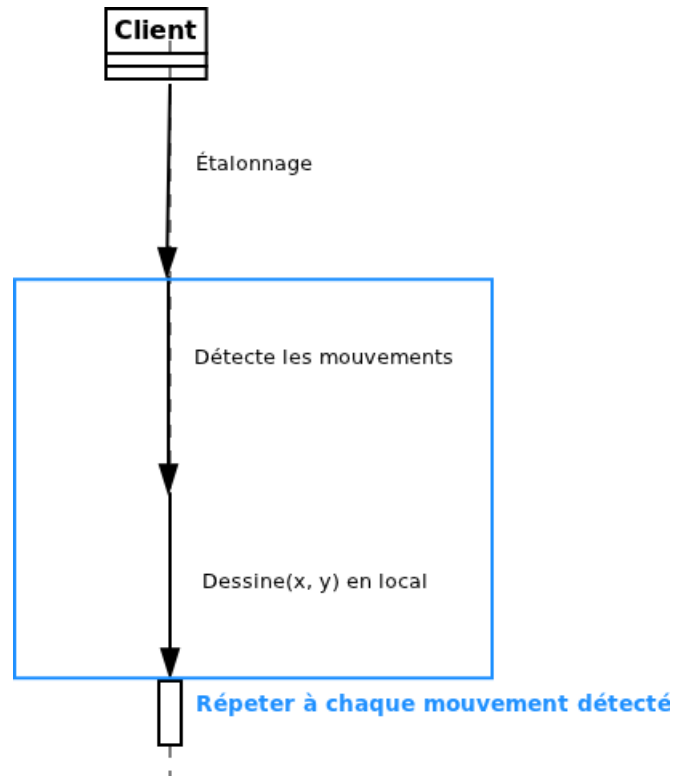 Client
Étalonnage
Détecte les mouvements
Dessine(x, y) en local
Répeter à chaque mouvement détecté